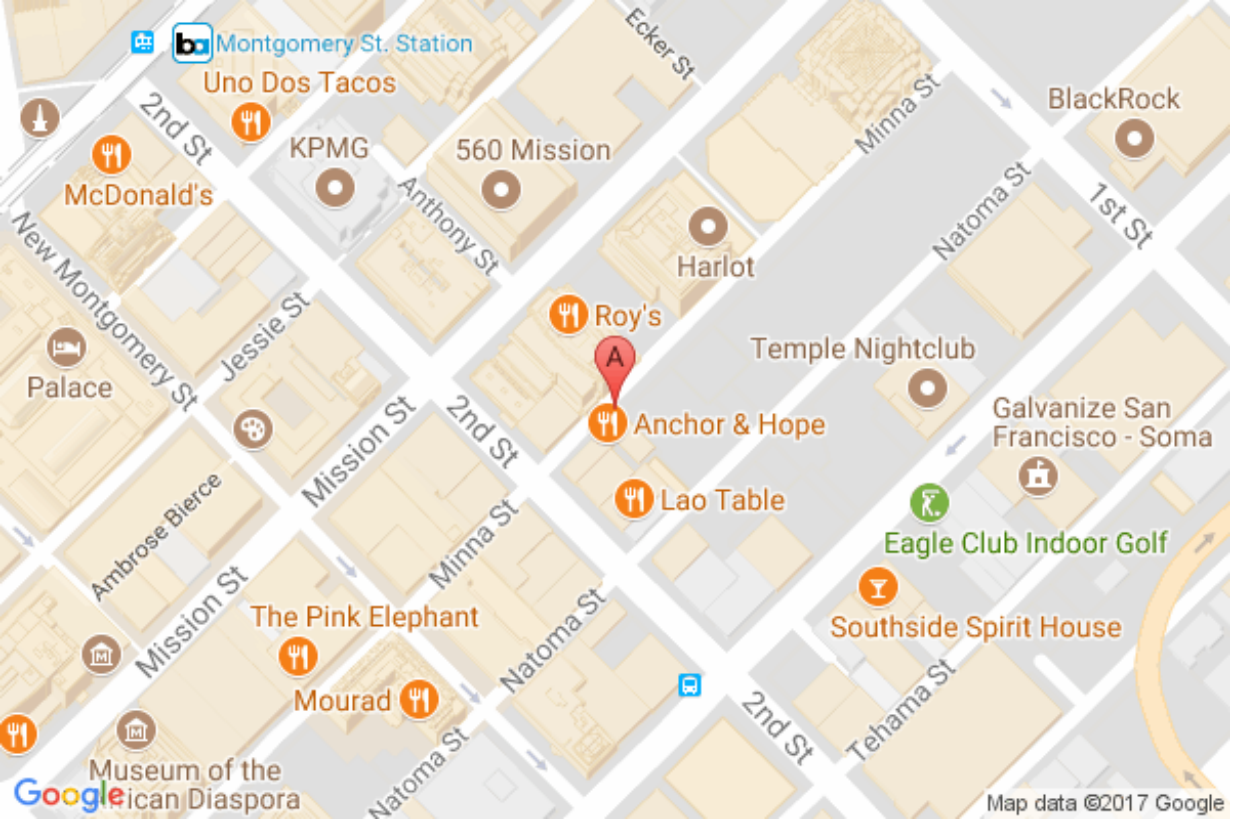 Ecker St
ba Montgomery St. Station
Uno Dos Tacos
2nd St
BlackRock
Minna St
KPMG
560 Mission
McDonald's
Anthony St
Natoma St
1st St
New Montgomery St
Harlot
Jessie St
Roy's
A
Temple Nightclub
Palace
Mission St
2nd St
Anchor & Hope
Galvanize San
Francisco - Soma
Ambrose Bierce
Lao Table
Minna St
Eagle Club Indoor Golf
Mission St
The Pink Elephant
Natoma St
Southside Spirit House
Mourad
2nd St
Tehama St
Natoma St
M
M
Museum of the
Google rican Diaspora
Map data ©2017 Google